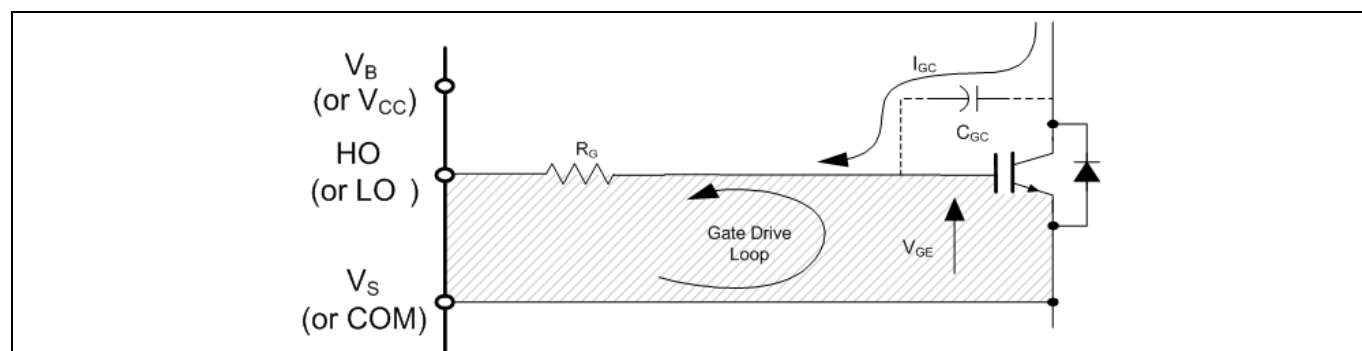 V_B
(or V_CC)
HO
(or LO )
V_S
(or COM)
R_G
I_GC
C_GC
Gate Drive
Loop
V_GE